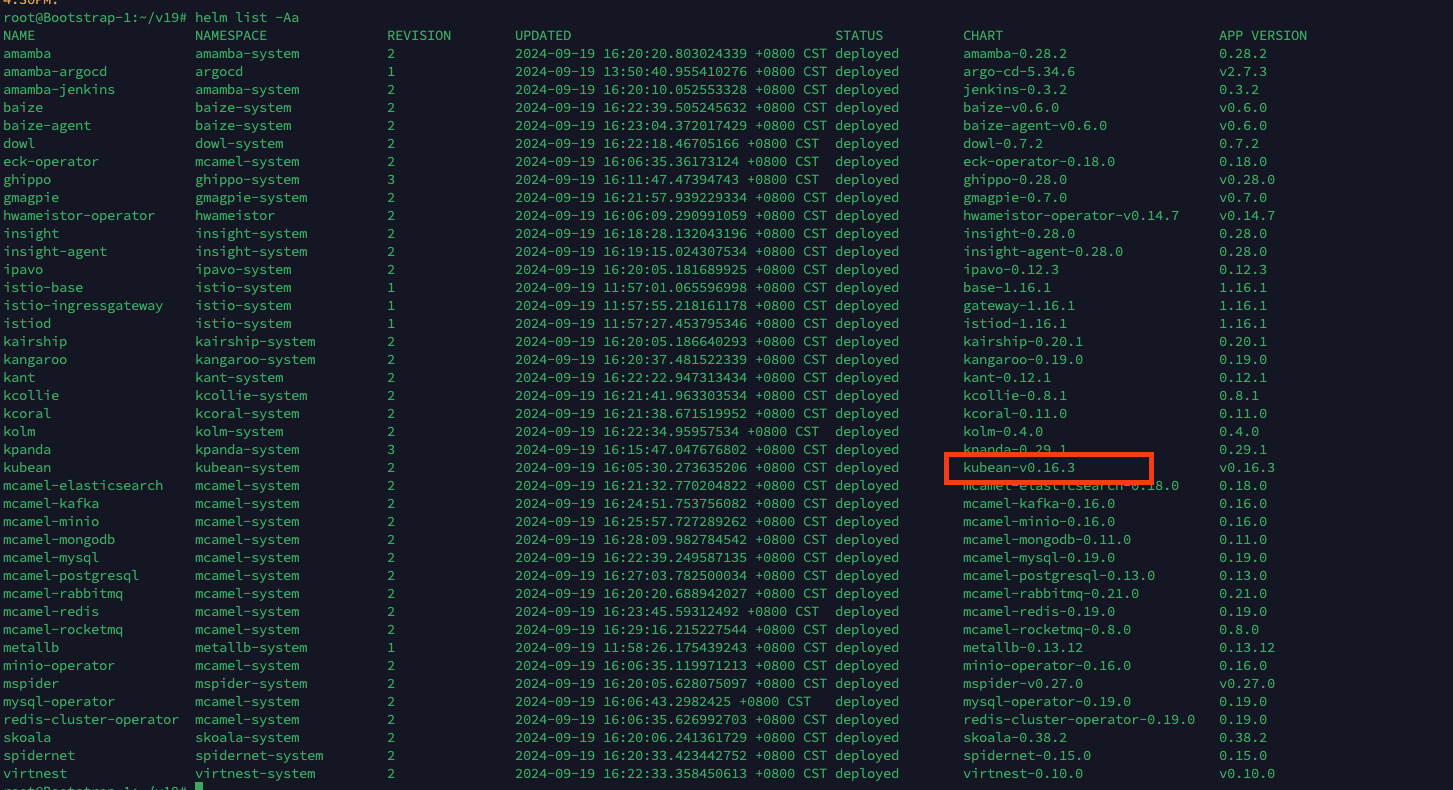 4:30PM.
root@Bootstrap-1:~/v19# helm list -Aa
NAME NAMESPACE REVISION UPDATED STATUS CHART APP VERSION
amamba amamba-system 2 2024-09-19 16:20:20.803024339 +0800 CST deployed amamba-0.28.2 0.28.2
amamba-argocd argocd 1 2024-09-19 13:50:40.955410276 +0800 CST deployed argo-cd-5.34.6 v2.7.3
amamba-jenkins amamba-system 2 2024-09-19 16:20:10.052553328 +0800 CST deployed jenkins-0.3.2 0.3.2
baize baize-system 2 2024-09-19 16:22:39.505245632 +0800 CST deployed baize-v0.6.0 v0.6.0
baize-agent baize-system 2 2024-09-19 16:23:04.372017429 +0800 CST deployed baize-agent-v0.6.0 v0.6.0
dowl dowl-system 2 2024-09-19 16:22:18.46705166 +0800 CST deployed dowl-0.7.2 0.7.2
eck-operator mcamel-system 2 2024-09-19 16:06:35.36173124 +0800 CST deployed eck-operator-0.18.0 0.18.0
ghippo ghippo-system 3 2024-09-19 16:11:47.47394743 +0800 CST deployed ghippo-0.28.0 v0.28.0
gmagpie gmagpie-system 2 2024-09-19 16:21:57.939229334 +0800 CST deployed gmagpie-0.7.0 v0.7.0
hwameistor-operator hwameistor 2 2024-09-19 16:06:09.290991059 +0800 CST deployed hwameistor-operator-v0.14.7 v0.14.7
insight insight-system 2 2024-09-19 16:18:28.132043196 +0800 CST deployed insight-0.28.0 0.28.0
insight-agent insight-system 2 2024-09-19 16:19:15.024307534 +0800 CST deployed insight-agent-0.28.0 0.28.0
ipavo ipavo-system 2 2024-09-19 16:20:05.181689925 +0800 CST deployed ipavo-0.12.3 0.12.3
istio-base istio-system 1 2024-09-19 11:57:01.065596998 +0800 CST deployed base-1.16.1 1.16.1
istio-ingressgateway istio-system 1 2024-09-19 11:57:55.218161178 +0800 CST deployed gateway-1.16.1 1.16.1
istiod istio-system 1 2024-09-19 11:57:27.453795346 +0800 CST deployed istiod-1.16.1 1.16.1
kairship kairship-system 2 2024-09-19 16:20:05.186640293 +0800 CST deployed kairship-0.20.1 0.20.1
kangaroo kangaroo-system 2 2024-09-19 16:20:37.481522339 +0800 CST deployed kangaroo-0.19.0 0.19.0
kant kant-system 2 2024-09-19 16:22:22.947313434 +0800 CST deployed kant-0.12.1 0.12.1
kcollie kcollie-system 2 2024-09-19 16:21:41.963303534 +0800 CST deployed kcollie-0.8.1 0.8.1
kcoral kcoral-system 2 2024-09-19 16:21:38.671519952 +0800 CST deployed kcoral-0.11.0 0.11.0
kolm kolm-system 2 2024-09-19 16:22:34.95957534 +0800 CST deployed kolm-0.4.0 0.4.0
kpanda kpanda-system 3 2024-09-19 16:15:47.047676802 +0800 CST deployed kpanda-0.29.1 0.29.1
kubean kubean-system 2 2024-09-19 16:05:30.273635206 +0800 CST deployed kubean-v0.16.3 v0.16.3
mcamel-elasticsearch mcamel-system 2 2024-09-19 16:21:32.770204822 +0800 CST deployed mcamel-elasticsearch-0.18.0 0.18.0
mcamel-kafka mcamel-system 2 2024-09-19 16:24:51.753756082 +0800 CST deployed mcamel-kafka-0.16.0 0.16.0
mcamel-minio mcamel-system 2 2024-09-19 16:25:57.727289262 +0800 CST deployed mcamel-minio-0.16.0 0.16.0
mcamel-mongodb mcamel-system 2 2024-09-19 16:28:09.982784542 +0800 CST deployed mcamel-mongodb-0.11.0 0.11.0
mcamel-mysql mcamel-system 2 2024-09-19 16:22:39.249587135 +0800 CST deployed mcamel-mysql-0.19.0 0.19.0
mcamel-postgresql mcamel-system 2 2024-09-19 16:27:03.782500034 +0800 CST deployed mcamel-postgresql-0.13.0 0.13.0
mcamel-rabbitmq mcamel-system 2 2024-09-19 16:20:20.688942027 +0800 CST deployed mcamel-rabbitmq-0.21.0 0.21.0
mcamel-redis mcamel-system 2 2024-09-19 16:23:45.59312492 +0800 CST deployed mcamel-redis-0.19.0 0.19.0
mcamel-rocketmq mcamel-system 2 2024-09-19 16:29:16.215227544 +0800 CST deployed mcamel-rocketmq-0.8.0 0.8.0
metallb metallb-system 1 2024-09-19 11:58:26.175439243 +0800 CST deployed metallb-0.13.12 0.13.12
minio-operator mcamel-system 2 2024-09-19 16:06:35.119971213 +0800 CST deployed minio-operator-0.16.0 0.16.0
mspider mspider-system 2 2024-09-19 16:20:05.628075097 +0800 CST deployed mspider-v0.27.0 v0.27.0
mysql-operator mcamel-system 2 2024-09-19 16:06:43.2982425 +0800 CST deployed mysql-operator-0.19.0 0.19.0
redis-cluster-operator mcamel-system 2 2024-09-19 16:06:35.626992703 +0800 CST deployed redis-cluster-operator-0.19.0 0.19.0
skoala skoala-system 2 2024-09-19 16:20:06.241361729 +0800 CST deployed skoala-0.38.2 0.38.2
spidernet spidernet-system 2 2024-09-19 16:20:33.423442752 +0800 CST deployed spidernet-0.15.0 0.15.0
virtnest virtnest-system 2 2024-09-19 16:22:33.358450613 +0800 CST deployed virtnest-0.10.0 v0.10.0
root@Bootstrap-1:~/v19#